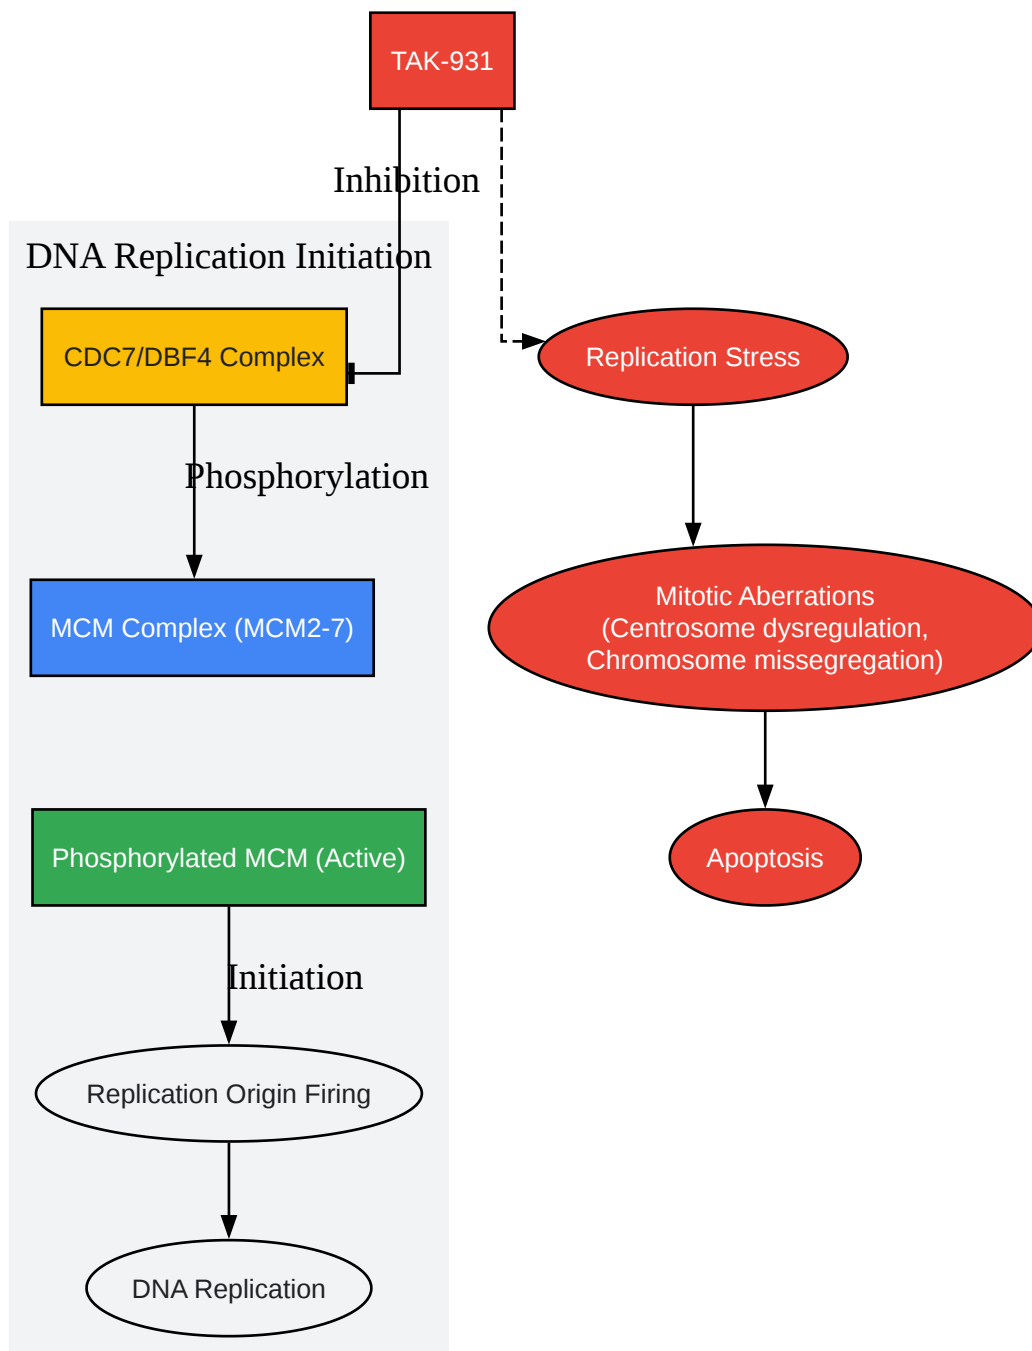 TAK-931
Inhibition
DNA Replication Initiation
CDC7/DBF4 Complex
Replication Stress
Phosphorylation
MCM Complex (MCM2-7)
Mitotic Aberrations
(Centrosome dysregulation,
Chromosome missegregation)
Phosphorylated MCM (Active)
Apoptosis
Initiation
Replication Origin Firing
DNA Replication